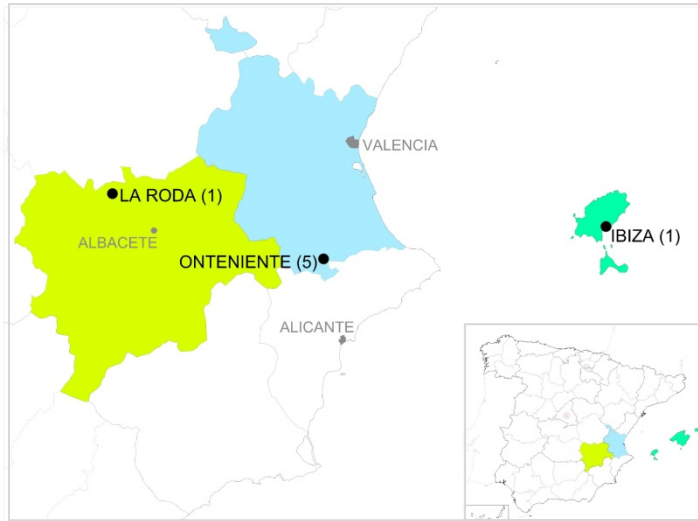 VALENCIA
LA RODA (1)
ALBACETE
IBIZA (1)
ONTENIENTE (5)
ALICANTE